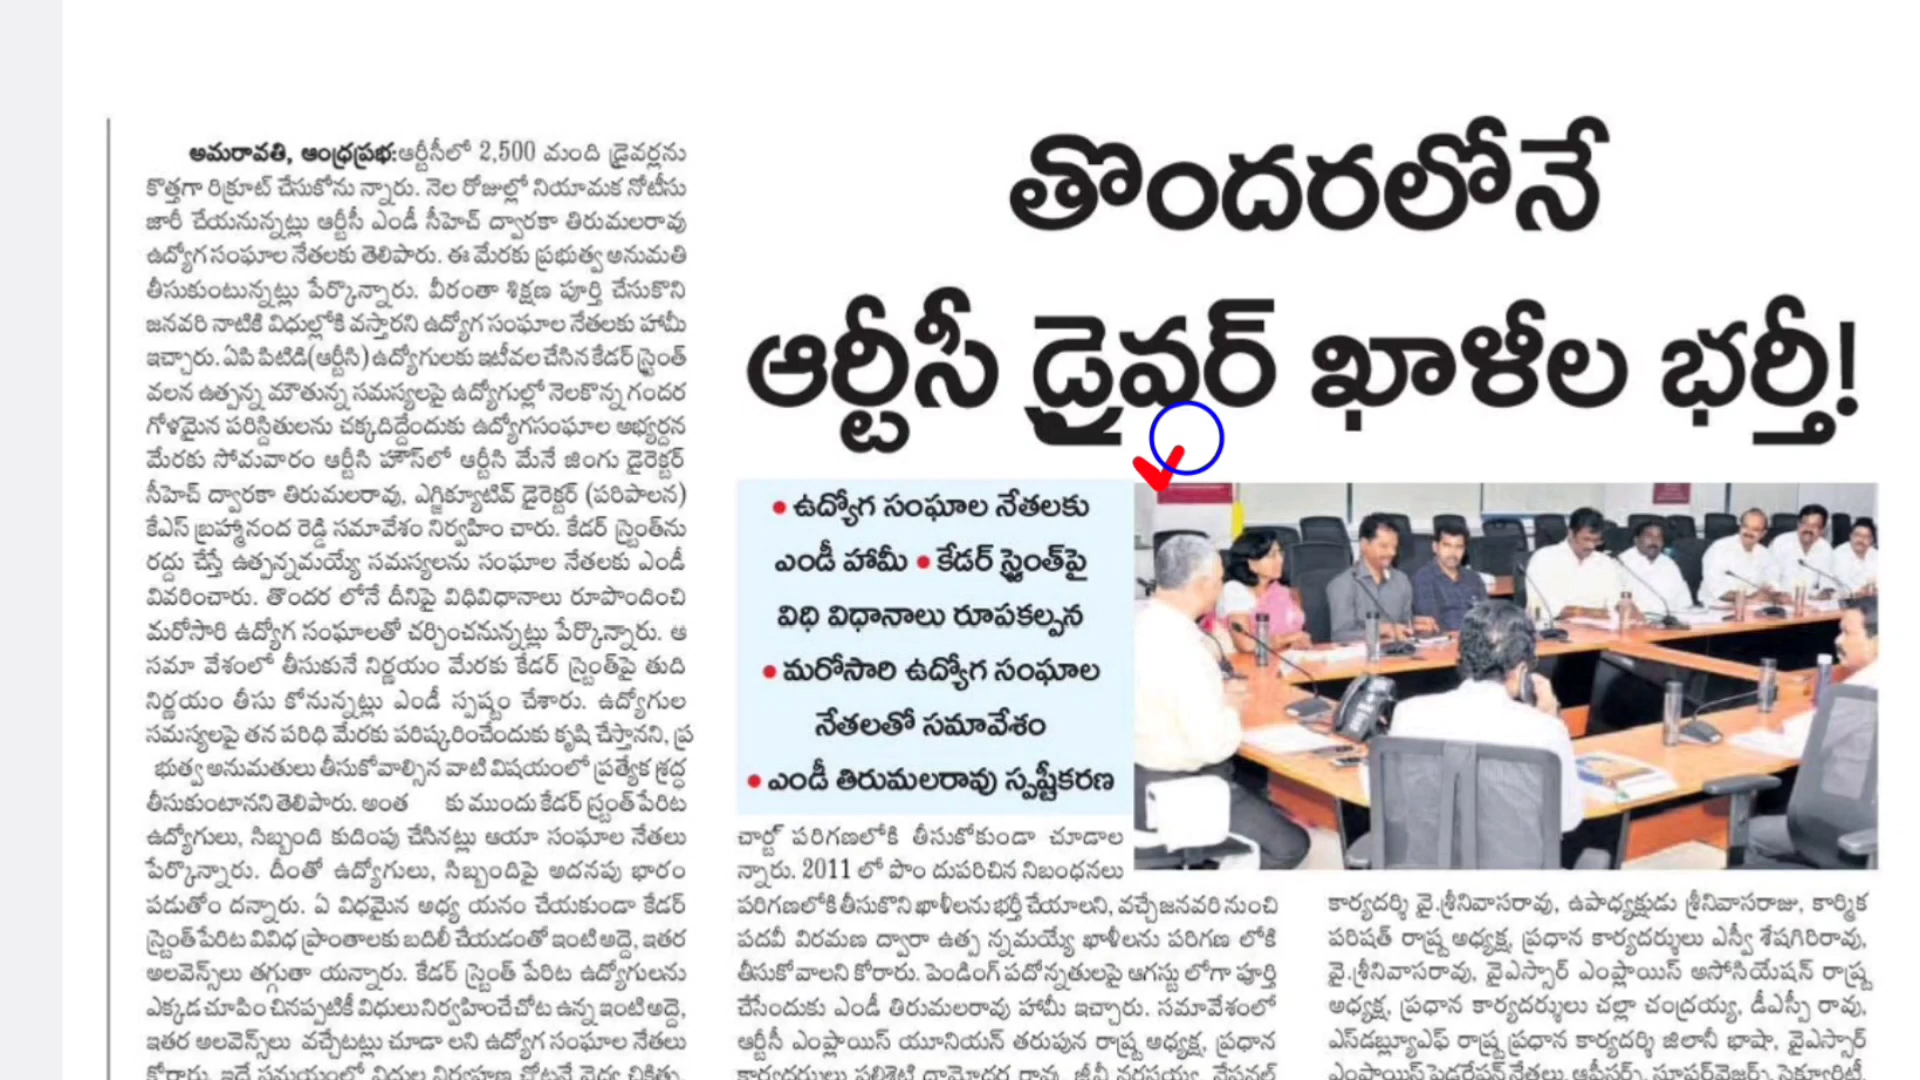 తొందరలోనే
ఆర్టీసీ డ్రైవర్ ఖాళీల భర్తీ!
అమరావతి, ఆంధ్రప్రభ:ఆర్టీసీలో 2,500 మంది డ్రైవర్లను
కొత్తగా రిక్రూట్ చేసుకోను న్నారు. నెల రోజుల్లో నియామక నోటీసు
జారీ చేయనున్నట్లు ఆర్టీసీ ఎండీ సీహెచ్ ద్వారకా తిరుమలరావు
ఉద్యోగ సంఘాల నేతలకు తెలిపారు. ఈ మేరకు ప్రభుత్వ అనుమతి
తీసుకుంటున్నట్లు పేర్కొన్నారు. వీరంతా శిక్షణ పూర్తి చేసుకొని
జనవరి నాటికి విధుల్లోకి వస్తారని ఉద్యోగ సంఘాల నేతలకు హామీ
ఇచ్చారు. ఏపి పిటిడి(ఆర్టీసి) ఉద్యోగులకు ఇటీవల చేసిన కేడర్ స్ట్రెంత్
వలన ఉత్పన్న మౌతున్న సమస్యలపై ఉద్యోగుల్లో నెలకొన్న గందర
గోళమైన పరిస్థితులను చక్కదిద్దేందుకు ఉద్యోగసంఘాల అభ్యర్దన
మేరకు సోమవారం ఆర్టీసి హౌస్‌లో ఆర్టీసి మేనే జింగు డైరెక్టర్
సీహెచ్ ద్వారకా తిరుమలరావు, ఎగ్జిక్యూటివ్ డైరెక్టర్ (పరిపాలన)
కేఎస్ బ్రహ్మానంద రెడ్డి సమావేశం నిర్వహిం చారు. కేడర్ స్ట్రెంత్‌ను
రద్దు చేస్తే ఉత్పన్నమయ్యే సమస్యలను సంఘాల నేతలకు ఎండీ
వివరించారు. తొందర లోనే దీనిపై విధివిధానాలు రూపొందించి
మరోసారి ఉద్యోగ సంఘాలతో చర్చించనున్నట్లు పేర్కొన్నారు. ఆ
సమా వేశంలో తీసుకునే నిర్ణయం మేరకు కేడర్ స్ట్రెంత్‌పై తుది
నిర్ణయం తీసు కోనున్నట్లు ఎండీ స్పష్టం చేశారు. ఉద్యోగుల
సమస్యలపై తన పరిధి మేరకు పరిష్కరించేందుకు కృషి చేస్తానని, ప్ర
భుత్వ అనుమతులు తీసుకోవాల్సిన వాటి విషయంలో ప్రత్యేక శ్రద్ధ
తీసుకుంటానని తెలిపారు. అంత కు ముందు కేడర్ స్ట్రెంత్ పేరిట
ఉద్యోగులు, సిబ్బంది కుదింపు చేసినట్లు ఆయా సంఘాల నేతలు
పేర్కొన్నారు. దీంతో ఉద్యోగులు, సిబ్బందిపై అదనపు భారం
పడుతోం దన్నారు. ఏ విధమైన అధ్య యనం చేయకుండా కేడర్
స్ట్రెంత్‌ పేరిట వివిధ ప్రాంతాలకు బదిలీ చేయడంతో ఇంటి అద్దె, ఇతర
అలవెన్స్‌లు తగ్గుతా యన్నారు. కేడర్ స్ట్రెంత్ పేరిట ఉద్యోగులను
ఎక్కడ చూపిం చినప్పటికీ విధులు నిర్వహించే చోట ఉన్న ఇంటి అద్దె,
ఇతర అలవెన్స్‌లు వచ్చేటట్లు చూడా లని ఉద్యోగ సంఘాల నేతలు
• ఉద్యోగ సంఘాల నేతలకు
ఎండీ హామీ • కేడర్ స్ట్రెంత్‌పై
విధి విధానాలు రూపకల్పన
• మరోసారి ఉద్యోగ సంఘాల
నేతలతో సమావేశం
• ఎండీ తిరుమలరావు స్పష్టీకరణ
చార్ట్ పరిగణలోకి తీసుకోకుండా చూడాల
న్నారు. 2011 లో పొం దుపరిచిన నిబంధనలు
పరిగణలోకి తీసుకొని ఖాళీలను భర్తీ చేయాలని, వచ్చే జనవరి నుంచి
పదవీ విరమణ ద్వారా ఉత్ప న్నమయ్యే ఖాళీలను పరిగణ లోకి
తీసుకో వాలని కోరారు. పెండింగ్ పదోన్నతులపై ఆగస్టు లోగా పూర్తి
చేసేందుకు ఎండీ తిరుమలరావు హామీ ఇచ్చారు. సమావేశంలో
ఆర్టీసీ ఎంప్లాయిస్ యూనియన్ తరుపున రాష్ట్ర అధ్యక్ష, ప్రధాన
కార్యదర్శి వై.శ్రీనివాసరావు, ఉపాధ్యక్షుడు శ్రీనివాసరాజు, కార్మిక
పరిషత్ రాష్ట్ర అధ్యక్ష, ప్రధాన కార్యదర్శులు ఎస్వీ శేషగిరిరావు,
వై.శ్రీనివాసరావు, వైఎస్సార్ ఎంప్లాయిస్ అసోసియేషన్ రాష్ట్ర
అధ్యక్ష, ప్రధాన కార్యదర్శులు చల్లా చంద్రయ్య, డీఎస్పీ రావు,
ఎస్‌డబ్ల్యూఎఫ్ రాష్ట్ర ప్రధాన కార్యదర్శి జిలానీ భాషా, వైఎస్సార్